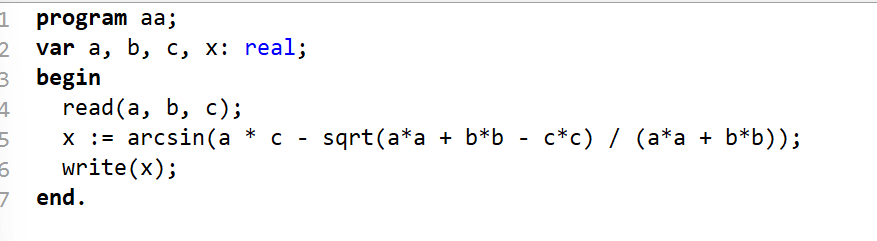 1 program aa;
2 var a, b, c, x: real;
3 begin
4 read(a, b, c);
5 x := arcsin(a * c - sqrt(a*a + b*b - c*c) / (a*a + b*b));
6 write(x);
7 end.